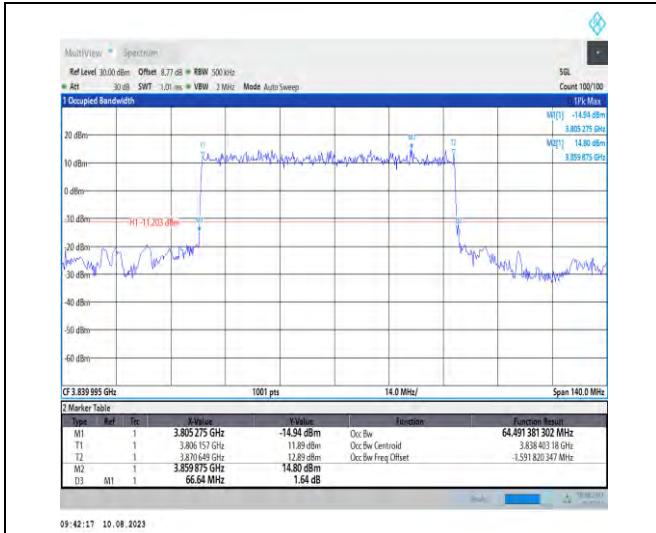 MultiView Spectrum
Ref Level 30.00 dBm Offset 8.77 dB RBW 500 kHz SGL
Att 30 dB SWT 1.01 ms VBW 2 MHz Mode Auto Sweep Count 100/100
1 Occupied Bandwidth 1Pk Max
M1[1] -14.94 dBm
3.805 275 GHz
M2[1] 14.80 dBm
3.859 875 GHz
20 dBm
T1 M2 T2
10 dBm
0 dBm
-10 dBm
H1 -11.203 dBm
-20 dBm
-40 dBm
-50 dBm
-60 dBm
CF 3.839 995 GHz 1001 pts 14.0 MHz/ Span 140.0 MHz
2 Marker Table
Type Ref Trc X-Value Y-Value Function Function Result
M1 1 3.805 275 GHz -14.94 dBm Occ Bw 64.491 381 302 MHz
T1 1 3.806 157 GHz 11.89 dBm Occ Bw Centroid 3.838 403 18 GHz
T2 1 3.870 649 GHz 12.89 dBm Occ Bw Freq Offset -1.591 820 347 MHz
M2 1 3.859 875 GHz 14.80 dBm
D3 M1 1 66.64 MHz 1.64 dB
09:42:17 10.08.2023